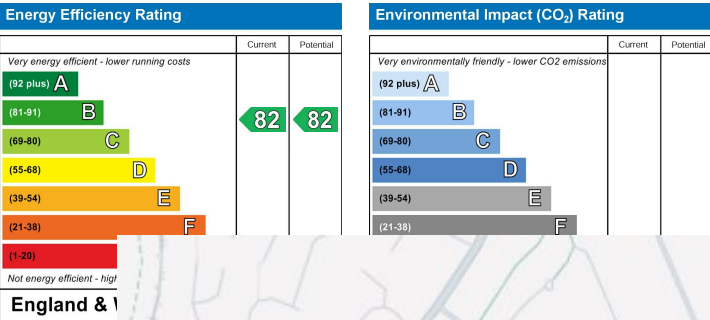 Energy Efficiency Rating
Current Potential
Very energy efficient - lower running costs
(92 plus) A
(81-91) B
82 82
(69-80) C
(55-68) D
(39-54) E
(21-38) F
(1-20)
Not energy efficient -
England &
Environmental Impact (CO₂) Rating
Current Potential
Very environmentally friendly - lower CO2 emissions
(92 plus) A
(81-91) B
(69-80) C
(55-68) D
(39-54) E
(21-38) F